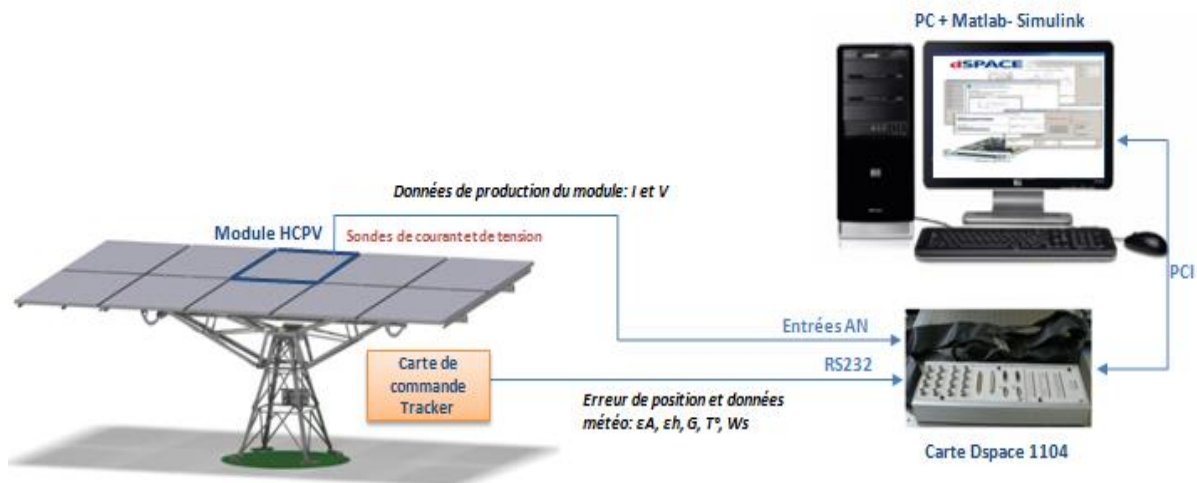 PC + Matlab- Simulink
dSPACE
Données de production du module: I et V
Module HCPV
Sondes de courant et de tension
PCI
Entrées AN
RS232
Carte de
commande
Tracker
Erreur de position et données
météo: εA, εh, G, T°, Ws
Carte Dspace 1104